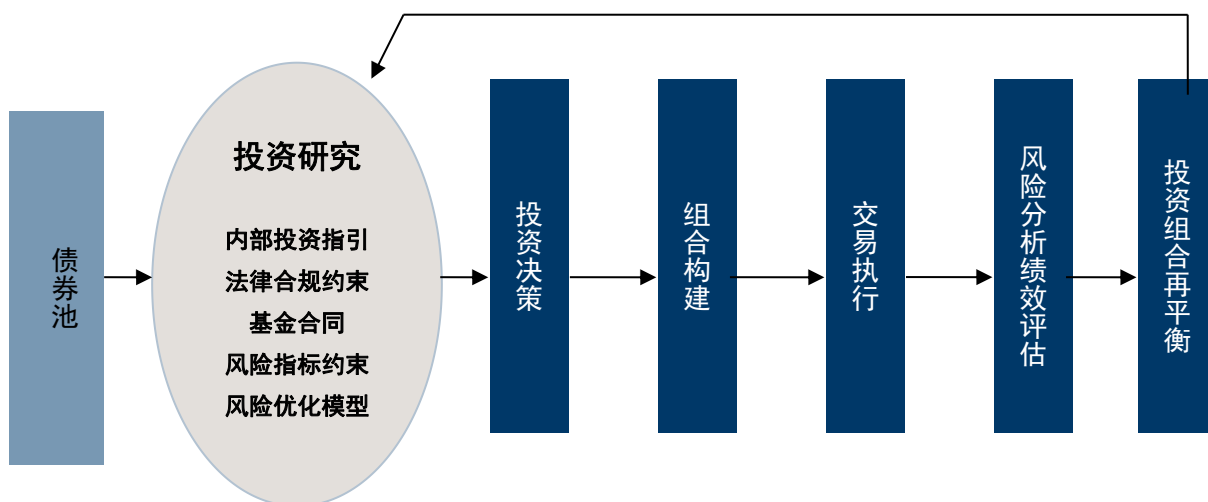 债券池
投资研究
内部投资指引
法律合规约束
基金合同
风险指标约束
风险优化模型
投资决策
组合构建
交易执行
风险分析绩效评估
投资组合再平衡